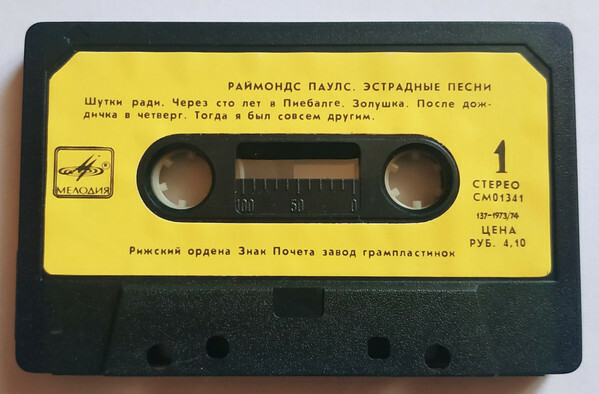 РАЙМОНДС ПАУЛС. ЭСТРАДНЫЕ ПЕСНИ
Шутки ради. Через сто лет в Пиебалге. Золушка. После дож-
дичка в четверг. Тогда я был совсем другим.
МЕЛОДИЯ
1
СТЕРЕО
СМ01341
137-1973/74
ЦЕНА
РУБ. 4,10
100 50 0
Рижский ордена Знак Почета завод грампластинок